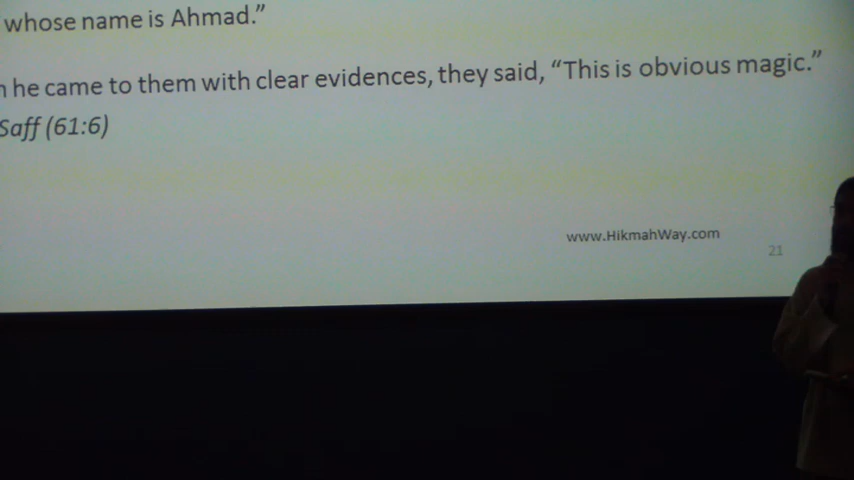 whose name is Ahmad.”
he came to them with clear evidences, they said, “This is obvious magic.”
Saff (61:6)
www.HikmahWay.com
21